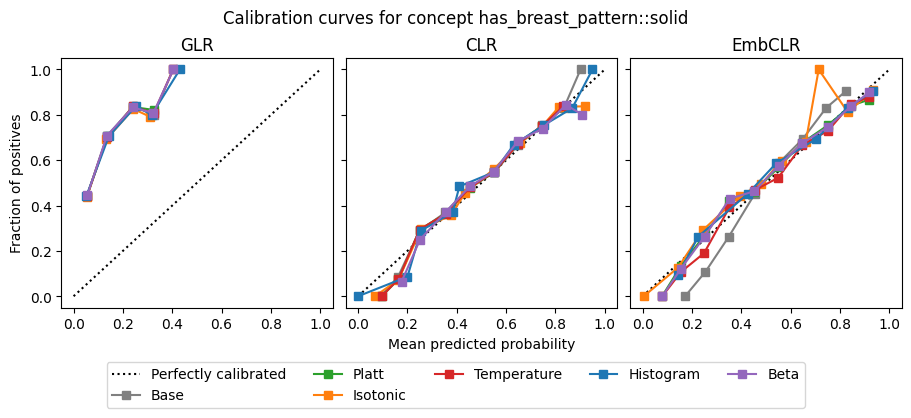 Calibration curves for concept has_breast_pattern::solid
GLR
CLR
EmbCLR
Fraction of positives
1.0
0.8
0.6
0.4
0.2
0.0
0.0 0.2 0.4 0.6 0.8 1.0
0.0 0.2 0.4 0.6 0.8 1.0
0.0 0.2 0.4 0.6 0.8 1.0
Mean predicted probability
Perfectly calibrated
Base
Platt
Isotonic
Temperature
Histogram
Beta